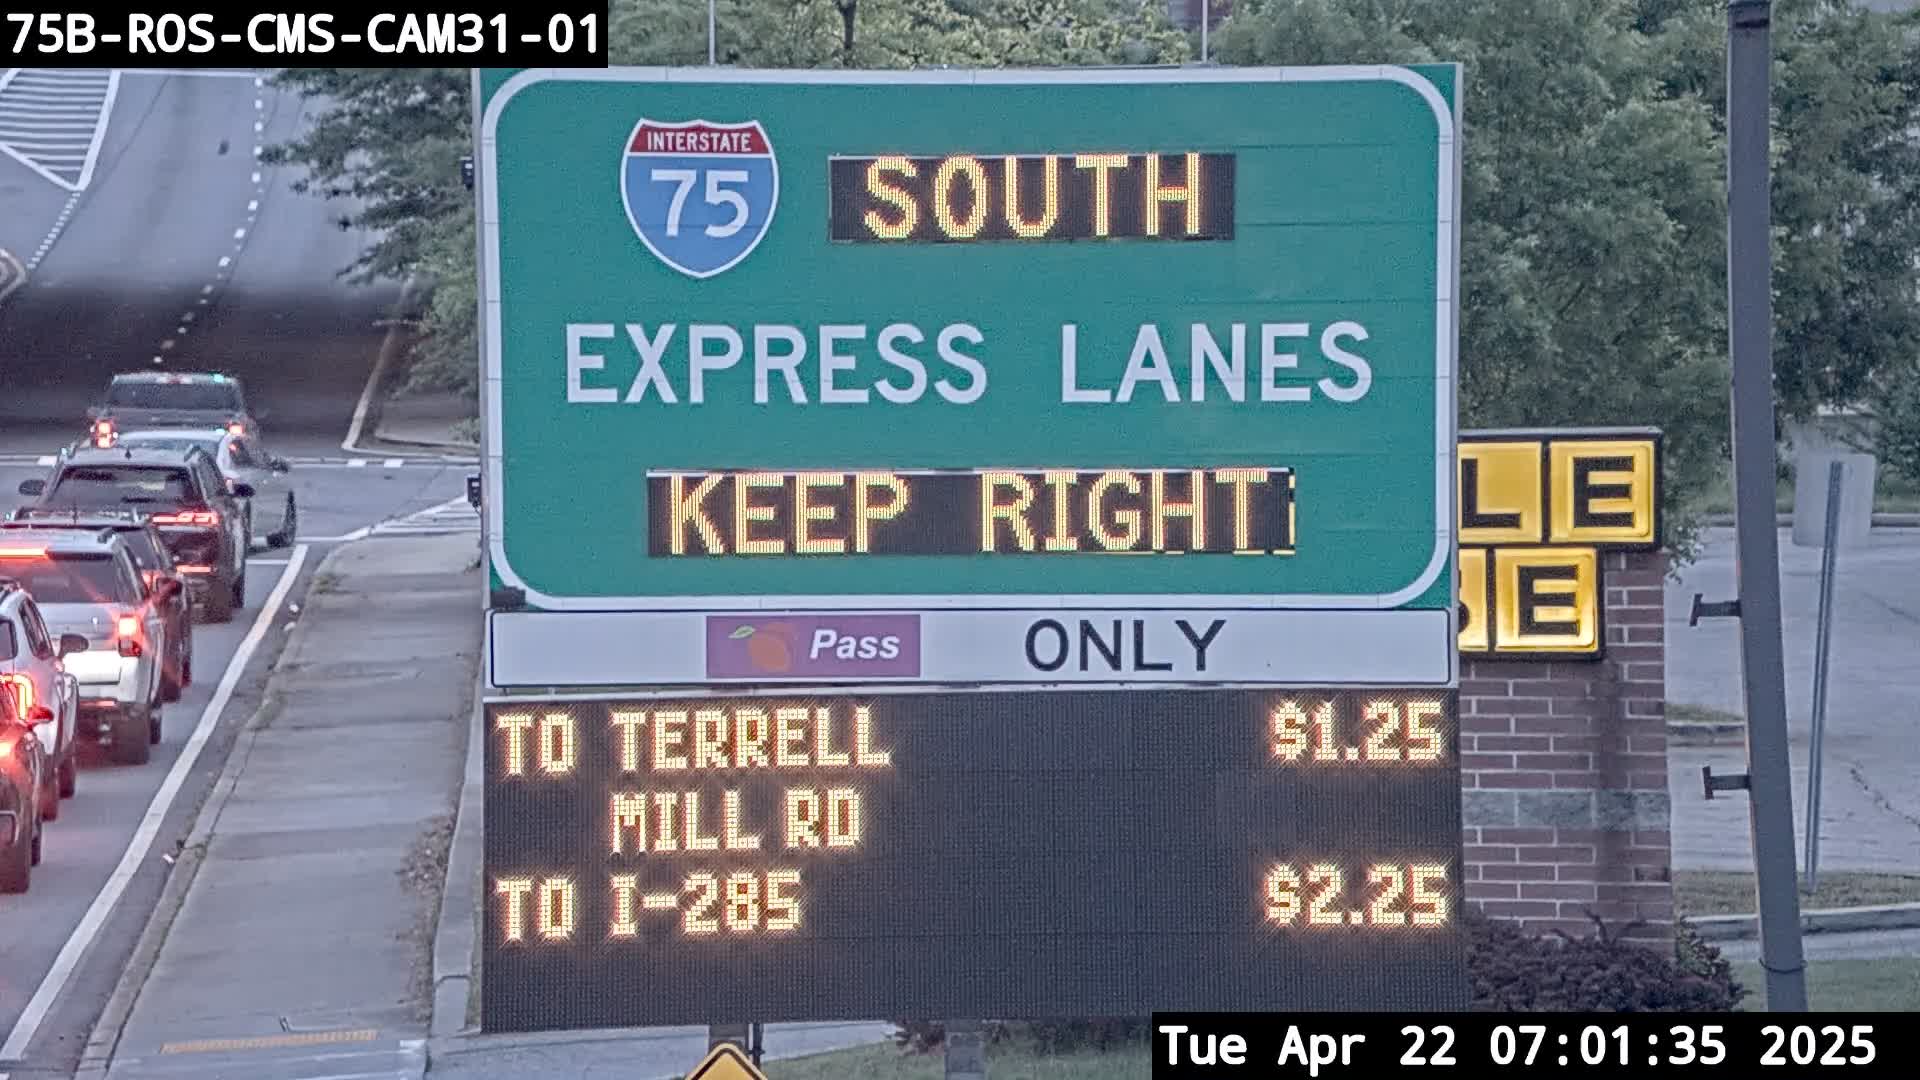 75B-ROS-CMS-CAM31-01
INTERSTATE
75
SOUTH
EXPRESS LANES
KEEP RIGHT
Pass ONLY
TO TERRELL $1.25
MILL RD
TO I-285 $2.25
LE
E
Tue Apr 22 07:01:35 2025